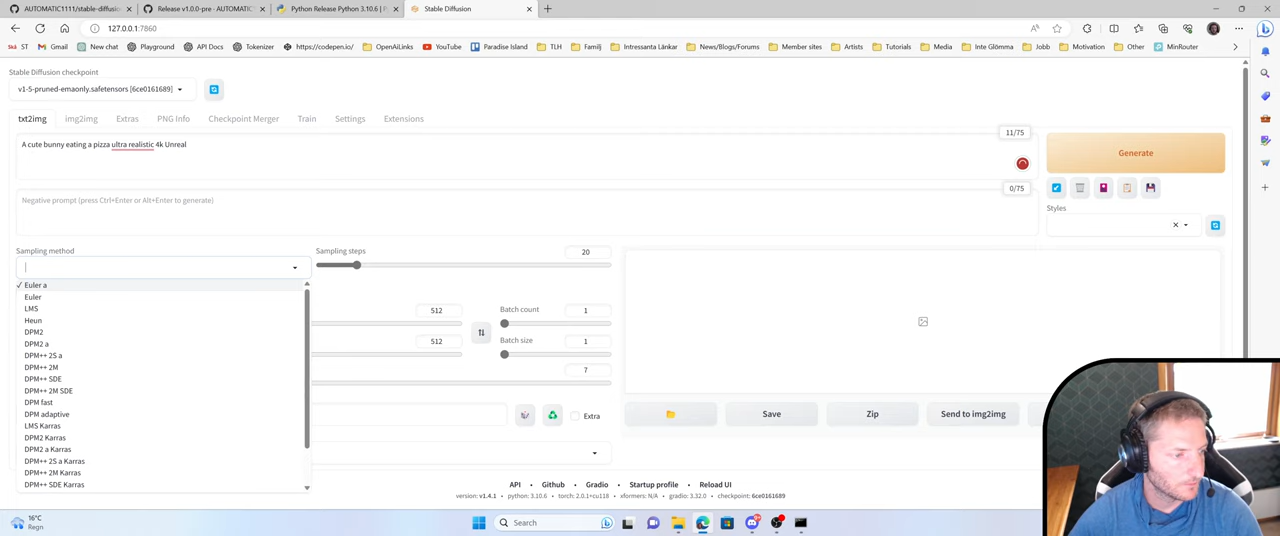 AUTOMATIC1111/stable-diffusion
Release v1.0.0-pre · AUTOMATIC
Python Release Python 3.10.6 | P
Stable Diffusion
127.0.0.1:7860
ST
Gmail
New chat
Playground
API Docs
Tokenizer
https://codepen.io/
OpenAiLinks
YouTube
Paradise Island
TLH
Familj
Intressanta Länkar
News/Blogs/Forums
Member sites
Artists
Tutorials
Media
Inte Glömma
Jobb
Motivation
Other
MinRouter
Stable Diffusion checkpoint
v1-5-pruned-emaonly.safetensors [6ce0161689]
txt2img
img2img
Extras
PNG Info
Checkpoint Merger
Train
Settings
Extensions
11/75
A cute bunny eating a pizza ultra realistic 4k Unreal
Generate
0/75
Negative prompt (press Ctrl+Enter or Alt+Enter to generate)
Styles
Sampling method
Sampling steps
20
Euler a
Euler
LMS
Heun
DPM2
DPM2 a
DPM++ 2S a
DPM++ 2M
DPM++ SDE
DPM++ 2M SDE
DPM fast
DPM adaptive
LMS Karras
DPM2 Karras
DPM2 a Karras
DPM++ 2S a Karras
DPM++ 2M Karras
DPM++ SDE Karras
512
Batch count
1
512
Batch size
1
7
Extra
Save
Zip
Send to img2img
API • Github • Gradio • Startup profile • Reload UI
version: v1.4.1 • python: 3.10.6 • torch: 2.0.1+cu118 • xformers: N/A • gradio: 3.32.0 • checkpoint: 6ce0161689
16°C
Regn
Search